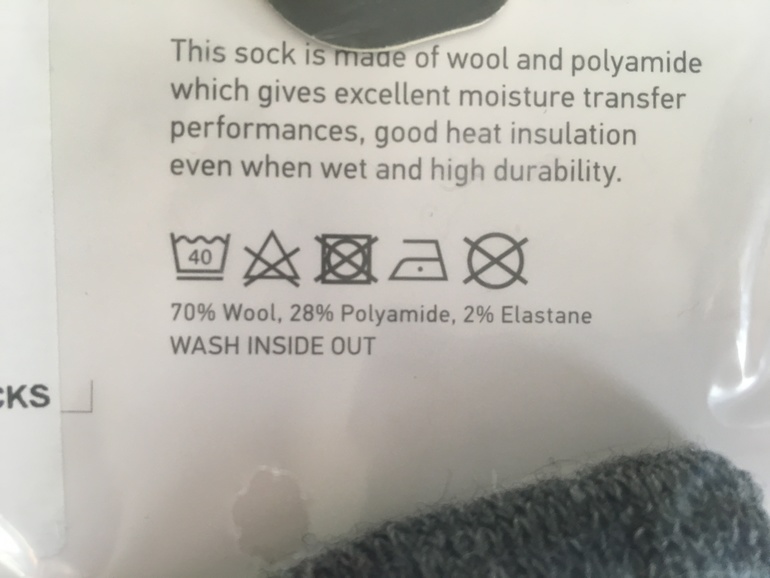 This sock is made of wool and polyamide
which gives excellent moisture transfer
performances, good heat insulation
even when wet and high durability.
40
70% Wool, 28% Polyamide, 2% Elastane
WASH INSIDE OUT
CKS